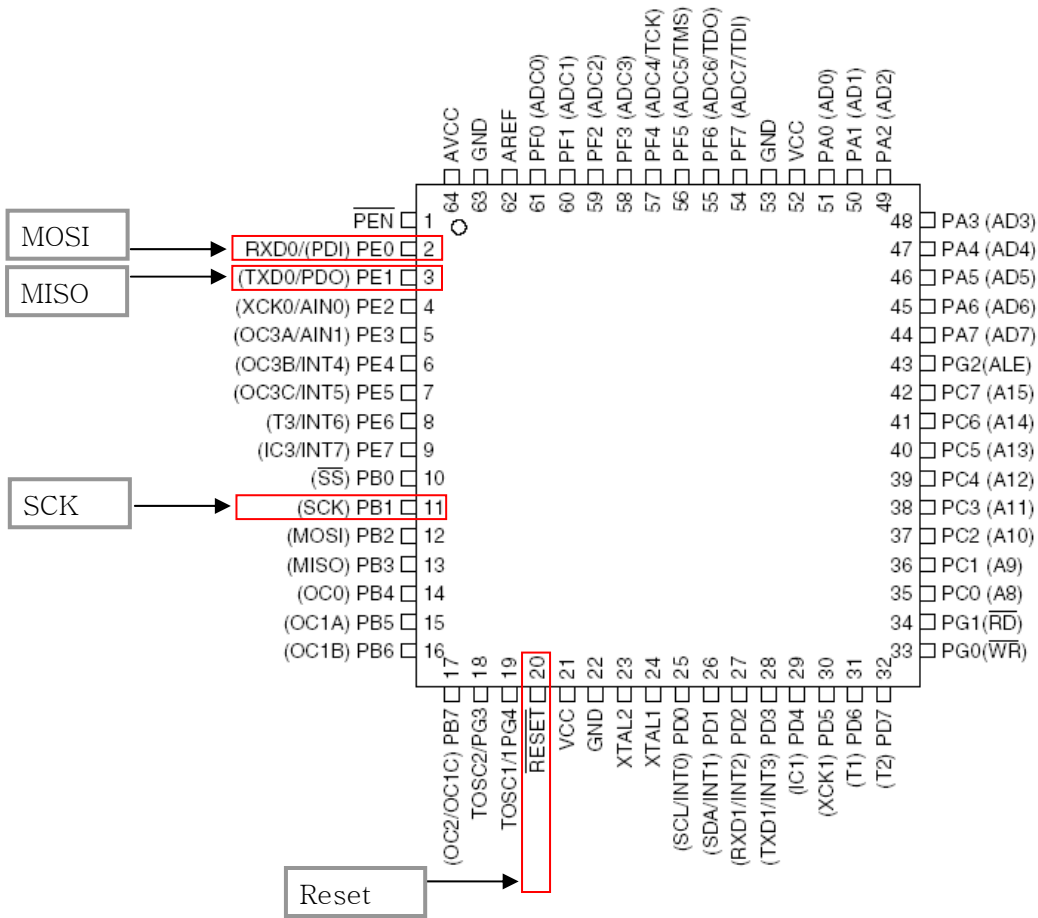 AVCC
GND
AREF
PF0 (ADC0)
PF1 (ADC1)
PF2 (ADC2)
PF3 (ADC3)
PF4 (ADC4/TCK)
PF5 (ADC5/TMS)
PF6 (ADC6/TDO)
PF7 (ADC7/TDI)
GND
VCC
PA0 (AD0)
PA1 (AD1)
PA2 (AD2)
64
63
62
61
60
59
58
57
56
55
54
53
52
51
50
49
MOSI
MISO
SCK
Reset
PEN 1
RXD0/(PDI) PE0 2
(TXD0/PDO) PE1 3
(XCK0/AIN0) PE2 4
(OC3A/AIN1) PE3 5
(OC3B/INT4) PE4 6
(OC3C/INT5) PE5 7
(T3/INT6) PE6 8
(IC3/INT7) PE7 9
(SS) PB0 10
(SCK) PB1 11
(MOSI) PB2 12
(MISO) PB3 13
(OC0) PB4 14
(OC1A) PB5 15
(OC1B) PB6 16
48 PA3 (AD3)
47 PA4 (AD4)
46 PA5 (AD5)
45 PA6 (AD6)
44 PA7 (AD7)
43 PG2(ALE)
42 PC7 (A15)
41 PC6 (A14)
40 PC5 (A13)
39 PC4 (A12)
38 PC3 (A11)
37 PC2 (A10)
36 PC1 (A9)
35 PC0 (A8)
34 PG1(RD)
33 PG0(WR)
17
18
19
20
21
22
23
24
25
26
27
28
29
30
31
32
(OC2/OC1C) PB7
TOSC2/PG3
TOSC1/1PG4
RESET
VCC
GND
XTAL2
XTAL1
(SCL/INT0) PD0
(SDA/INT1) PD1
(RXD1/INT2) PD2
(TXD1/INT3) PD3
(IC1) PD4
(XCK1) PD5
(T1) PD6
(T2) PD7